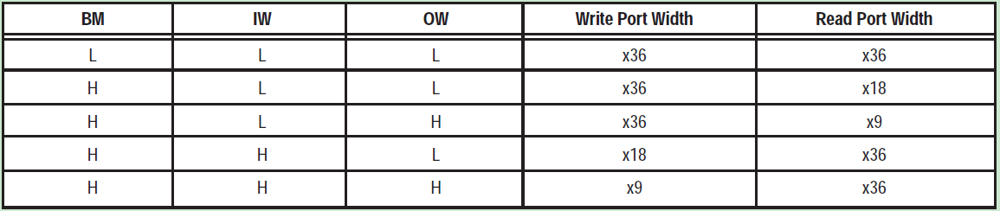 BM IW OW Write Port Width Read Port Width
L L L x36 x36
H L L x36 x18
H L H x36 x9
H H L x18 x36
H H H x9 x36